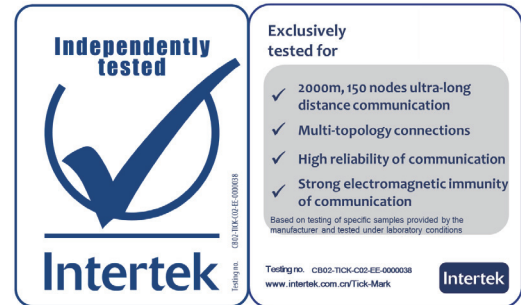 Independently
tested
Intertek
Testing no. CB02-TICK-C02-EE-0000038
Exclusively
tested for
2000m, 150 nodes ultra-long
distance communication
Multi-topology connections
High reliability of communication
Strong electromagnetic immunity
of communication
Based on testing of specific samples provided by the
manufacturer and tested under laboratory conditions
Testing no. CB02-TICK-C02-EE-0000038
www.intertek.com.cn/Tick-Mark
Intertek